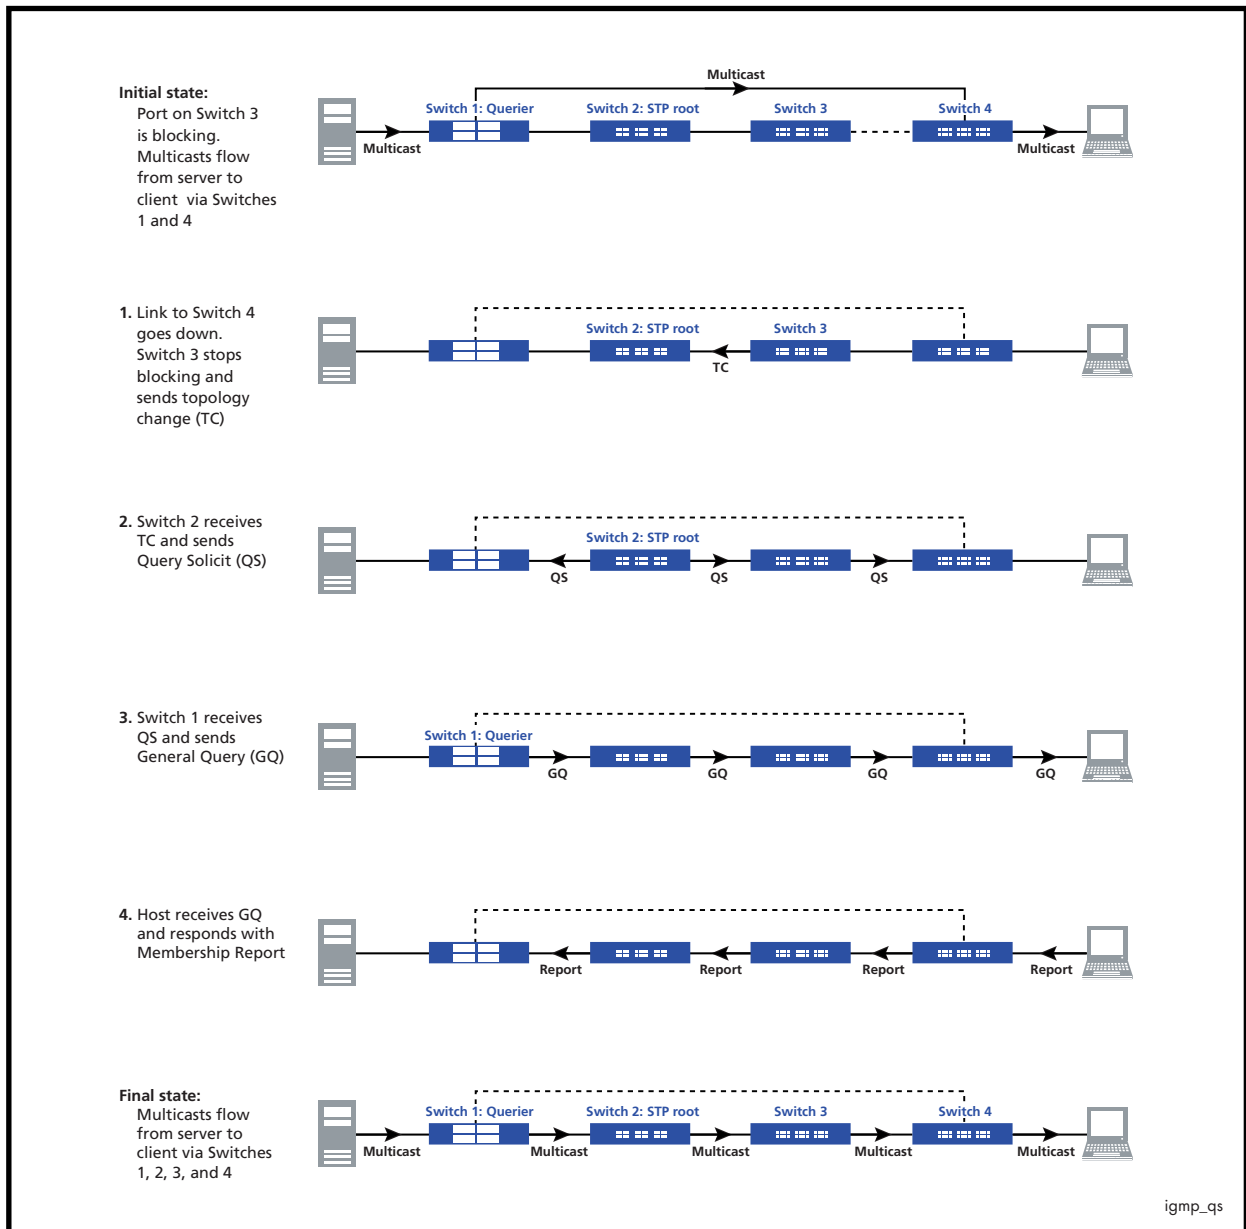 Initial state:
Port on Switch 3
is blocking.
Multicasts flow
from server to
client via Switches
1 and 4
Multicast
Switch 1: Querier
Switch 2: STP root
Switch 3
Switch 4
Multicast
Multicast
1. Link to Switch 4
goes down.
Switch 3 stops
blocking and
sends topology
change (TC)
Switch 2: STP root
Switch 3
TC
2. Switch 2 receives
TC and sends
Query Solicit (QS)
Switch 2: STP root
QS
QS
QS
3. Switch 1 receives
QS and sends
General Query (GQ)
Switch 1: Querier
GQ
GQ
GQ
GQ
4. Host receives GQ
and responds with
Membership Report
Report
Report
Report
Report
Final state:
Multicasts flow
from server to
client via Switches
1, 2, 3, and 4
Switch 1: Querier
Switch 2: STP root
Switch 3
Switch 4
Multicast
Multicast
Multicast
Multicast
Multicast
igmp_qs